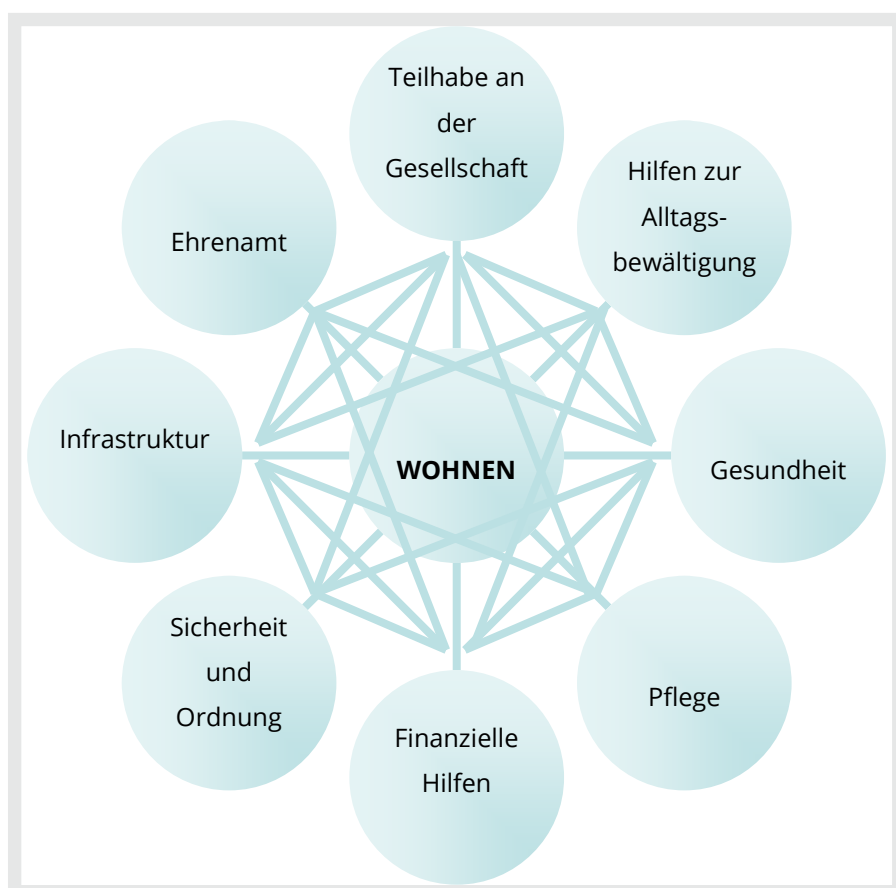 Teilhabe an
der
Gesellschaft
Hilfen zur
Alltags-
bewältigung
Ehrenamt
Infrastruktur
WOHNEN
Gesundheit
Sicherheit
und
Ordnung
Pflege
Finanzielle
Hilfen